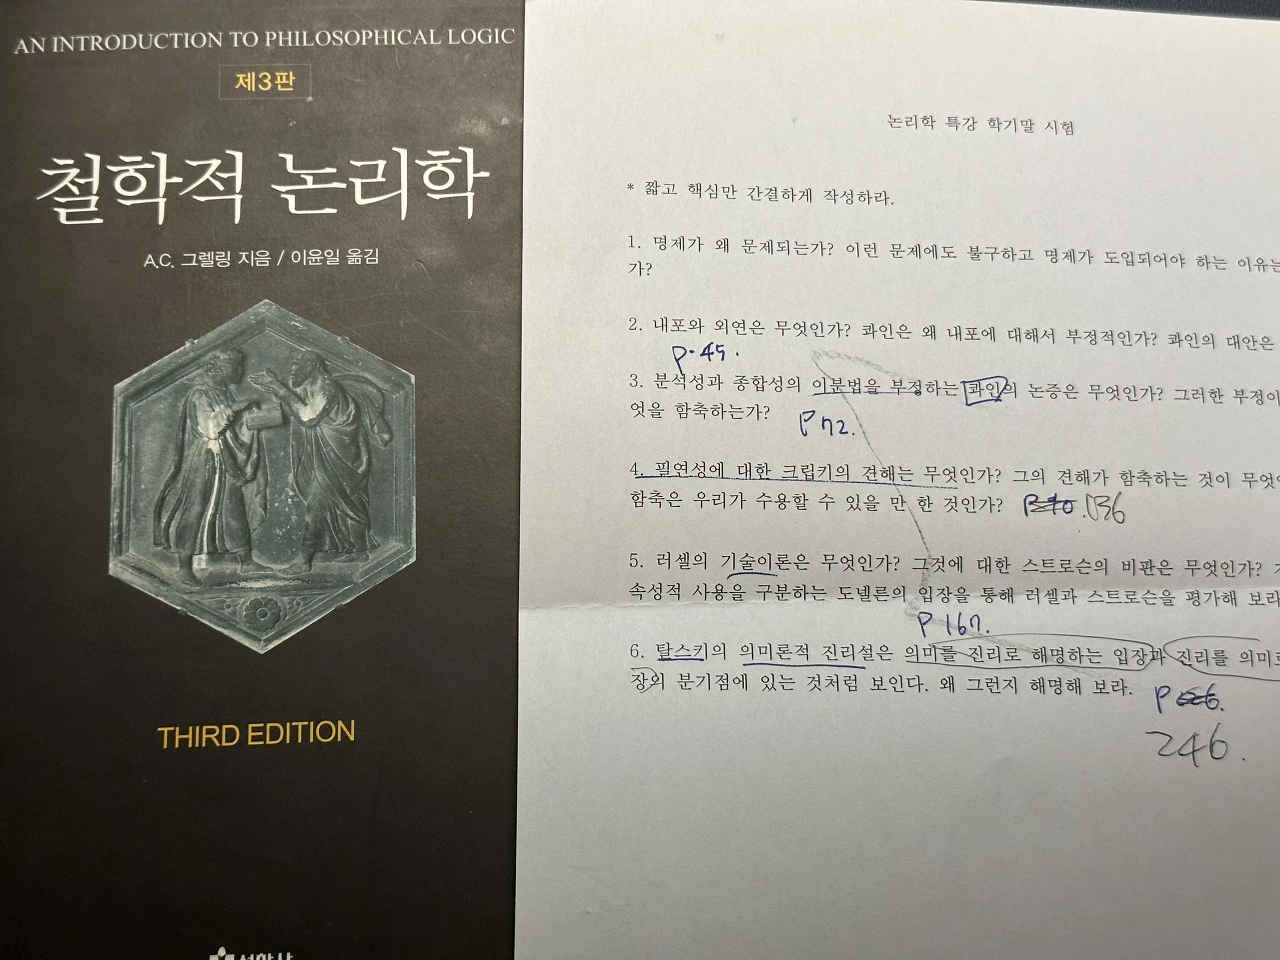 AN INTRODUCTION TO PHILOSOPHICAL LOGIC
제3판
철학적 논리학
A.C. 그렐링 지음 / 이윤일 옮김
THIRD EDITION
논리학 특강 학기말 시험
* 짧고 핵심만 간결하게 작성하라.
1. 명제가 왜 문제되는가? 이런 문제에도 불구하고 명제가 도입되어야 하는 이유는
가?
2. 내포와 외연은 무엇인가? 콰인은 왜 내포에 대해서 부정적인가? 콰인의 대안은
p.45.
3. 분석성과 종합성의 이분법을 부정하는 콰인의 논증은 무엇인가? 그러한 부정이
엇을 함축하는가?
P 72.
4. 필연성에 대한 크립키의 견해는 무엇인가? 그의 견해가 함축하는 것이 무엇
함축은 우리가 수용할 수 있을 만 한 것인가? 136
5. 러셀의 기술이론은 무엇인가? 그것에 대한 스트로슨의 비판은 무엇인가?
속성적 사용을 구분하는 도넬른의 입장을 통해 러셀과 스트로슨을 평가해 보라
P 167.
6. 탈스키의 의미론적 진리설은 의미를 진리로 해명하는 입장과 진리를 의미로
장의 분기점에 있는 것처럼 보인다. 왜 그런지 해명해 보라.
P
246.